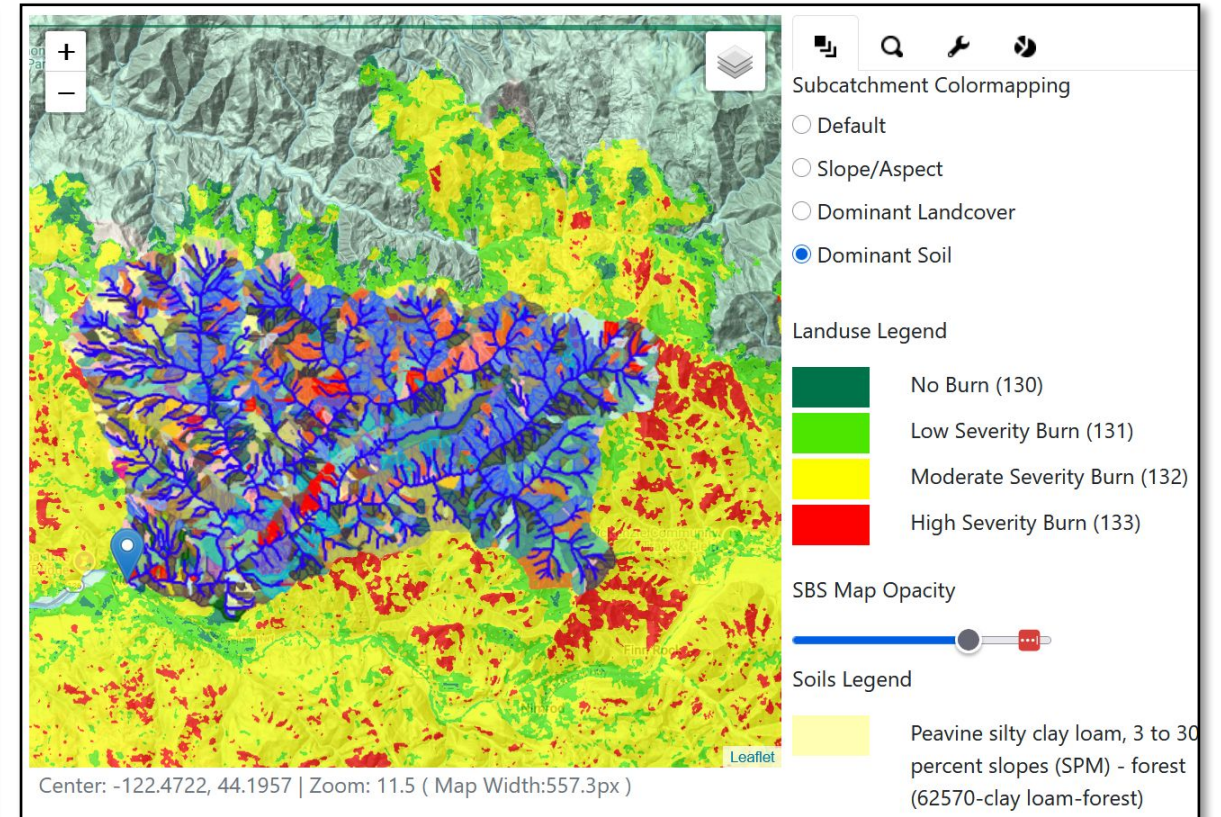 +
−
Subcatchment Colormapping
Default
Slope/Aspect
Dominant Landcover
Dominant Soil
Landuse Legend
No Burn (130)
Low Severity Burn (131)
Moderate Severity Burn (132)
High Severity Burn (133)
SBS Map Opacity
Soils Legend
Peavine silty clay loam, 3 to 30
percent slopes (SPM) - forest
(62570-clay loam-forest)
Finn Rock
Nimrod
Leaflet
Center: -122.4722, 44.1957 | Zoom: 11.5 ( Map Width:557.3px )